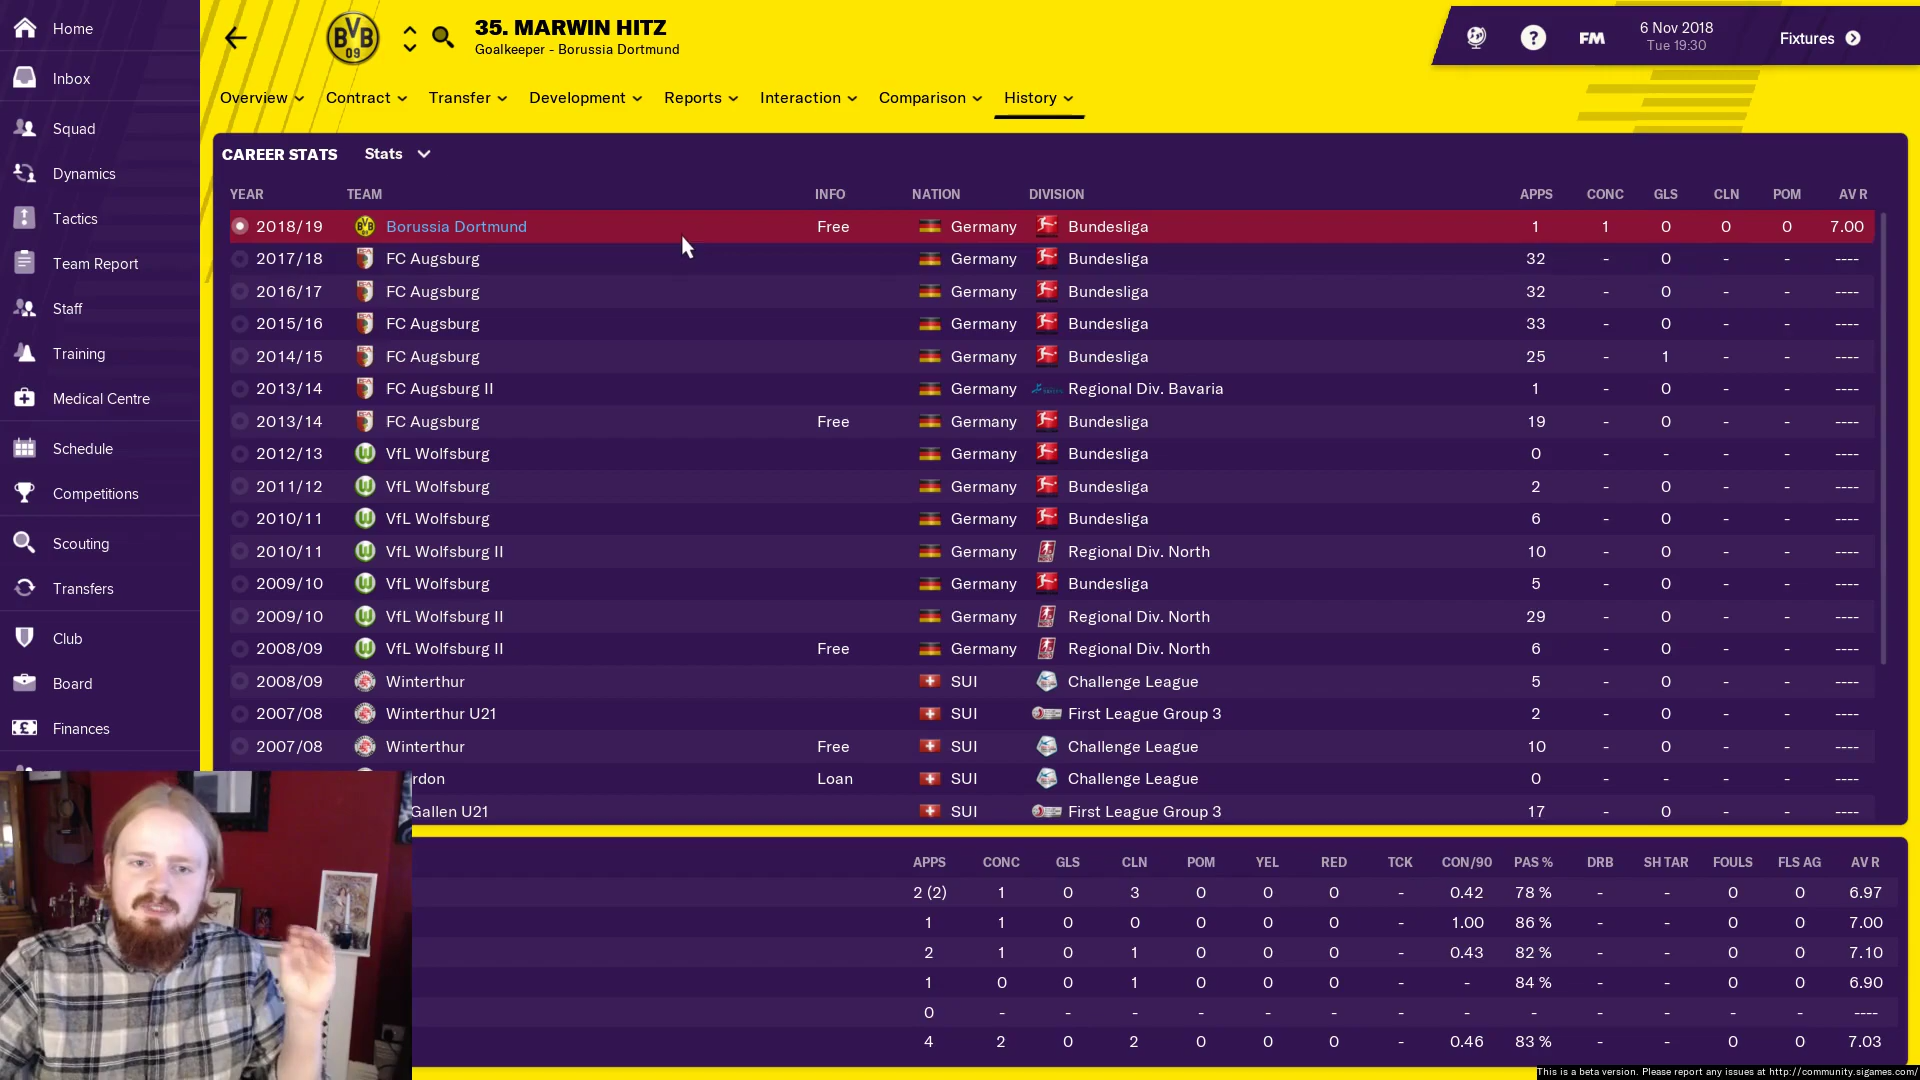 Home
Inbox
Squad
Dynamics
Tactics
Team Report
Staff
Training
Medical Centre
Schedule
Competitions
Scouting
Transfers
Club
Board
Finances
BVB 09
35. MARWIN HITZ
Goalkeeper - Borussia Dortmund
? FM 6 Nov 2018 Fixtures
Tue 19:30
Overview Contract Transfer Development Reports Interaction Comparison History
CAREER STATS Stats
YEAR TEAM INFO NATION DIVISION APPS CONC GLS CLN POM AV R
2018/19 Borussia Dortmund Free Germany Bundesliga 1 1 0 0 0 7.00
2017/18 FC Augsburg Germany Bundesliga 32 - 0 - - ----
2016/17 FC Augsburg Germany Bundesliga 32 - 0 - - ----
2015/16 FC Augsburg Germany Bundesliga 33 - 0 - - ----
2014/15 FC Augsburg Germany Bundesliga 25 - 1 - - ----
2013/14 FC Augsburg II Germany Regional Div. Bavaria 1 - 0 - - ----
2013/14 FC Augsburg Free Germany Bundesliga 19 - 0 - - ----
2012/13 VfL Wolfsburg Germany Bundesliga 0 - - - - ----
2011/12 VfL Wolfsburg Germany Bundesliga 2 - 0 - - ----
2010/11 VfL Wolfsburg Germany Bundesliga 6 - 0 - - ----
2010/11 VfL Wolfsburg II Germany Regional Div. North 10 - 0 - - ----
2009/10 VfL Wolfsburg Germany Bundesliga 5 - 0 - - ----
2009/10 VfL Wolfsburg II Germany Regional Div. North 29 - 0 - - ----
2008/09 VfL Wolfsburg II Free Germany Regional Div. North 6 - 0 - - ----
2008/09 Winterthur SUI Challenge League 5 - 0 - - ----
2007/08 Winterthur U21 SUI First League Group 3 2 - 0 - - ----
2007/08 Winterthur Free SUI Challenge League 10 - 0 - - ----
rdon Loan SUI Challenge League 0 - - - - ----
Gallen U21 SUI First League Group 3 17 - 0 - - ----
APPS CONC GLS CLN POM YEL RED TCK CON/90 PAS % DRB SH TAR FOULS FLS AG AV R
2 (2) 1 0 3 0 0 0 - 0.42 78 % - - 0 0 6.97
1 1 0 0 0 0 0 - 1.00 86 % - - 0 0 7.00
2 1 0 1 0 0 0 - 0.43 82 % - - 0 0 7.10
1 0 0 1 0 0 0 - - 84 % - - 0 0 6.90
0 - - - - - - - - - - - - - ----
4 2 0 2 0 0 0 - 0.46 83 % - - 0 0 7.03
This is a beta version. Please report any issues at http://community.sigames.com/